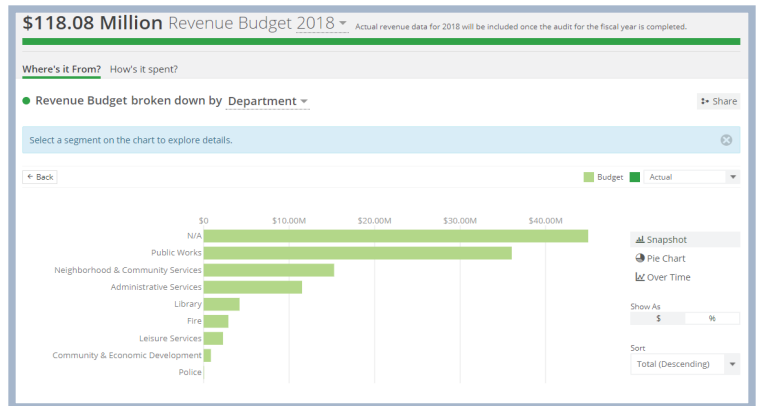 $118.08 Million Revenue Budget 2018 Actual revenue data for 2018 will be included once the audit for the fiscal year is completed.
Where's it From? How's it spent?
Revenue Budget broken down by Department
Share
Select a segment on the chart to explore details.
Back
Budget Actual
$0 $10.00M $20.00M $30.00M $40.00M
N/A
Public Works
Neighborhood & Community Services
Administrative Services
Library
Fire
Leisure Services
Community & Economic Development
Police
Snapshot
Pie Chart
Over Time
Show As
$ %
Sort
Total (Descending)